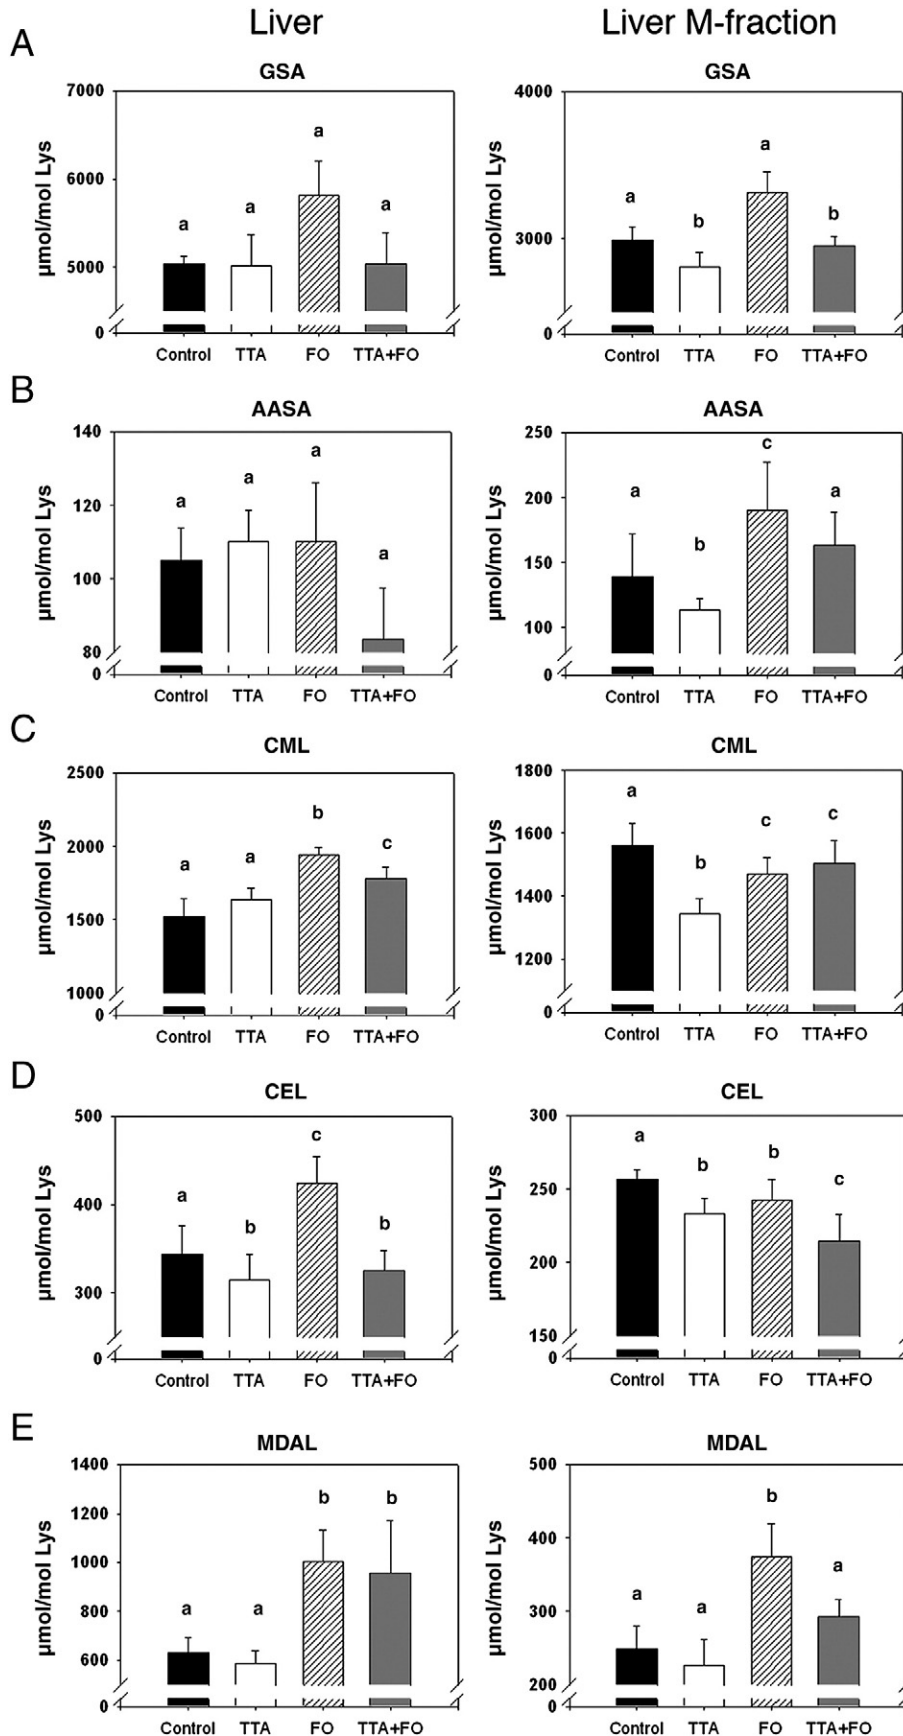 Liver Liver M-fraction
A
GSA GSA
7000 4000
a a
6000
a a a a b b
µmol/mol Lys µmol/mol Lys
3000
5000
0 0
Control TTA FO TTA+FO Control TTA FO TTA+FO
B
AASA AASA
140 250
a c
a a a a
120 200
µmol/mol Lys µmol/mol Lys
a b
100 150
100
80
0 0
Control TTA FO TTA+FO Control TTA FO TTA+FO
C
CML CML
2500 1800
a
b c c
2000 1600
a a c b
µmol/mol Lys µmol/mol Lys
1500 1400
1200
1000
0 0
Control TTA FO TTA+FO Control TTA FO TTA+FO
D
CEL CEL
500 300
c a
a b b b b c
400 250
µmol/mol Lys µmol/mol Lys
300 200
150
0 0
Control TTA FO TTA+FO Control TTA FO TTA+FO
E
MDAL MDAL
1400 500
b b b
1200 400
a a a a a
1000
µmol/mol Lys µmol/mol Lys
800 300
600
200
0 0
Control TTA FO TTA+FO Control TTA FO TTA+FO